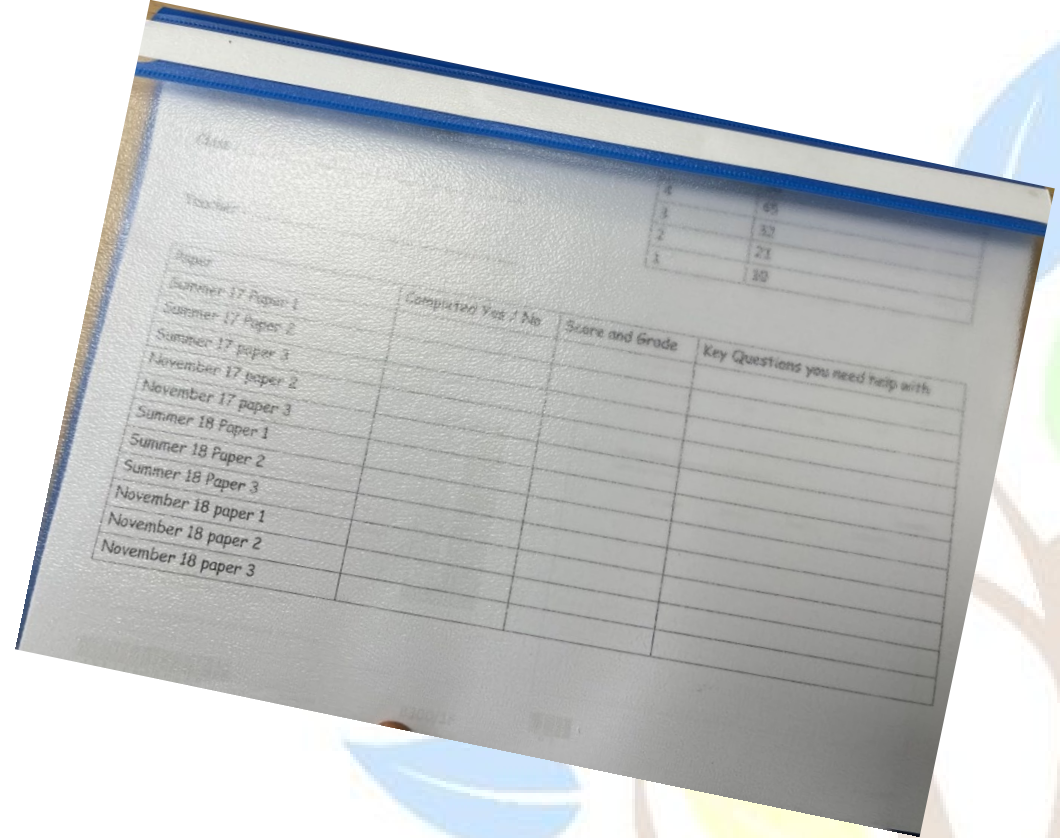 Class
4
45
Teacher
3 32
2 21
1 10
Paper Completed Yes / No Score and Grade Key Questions you need help with
Summer 17 Paper 1
Summer 17 Paper 2
Summer 17 paper 3
November 17 paper 2
November 17 paper 3
Summer 18 Paper 1
Summer 18 Paper 2
Summer 18 Paper 3
November 18 paper 1
November 18 paper 2
November 18 paper 3